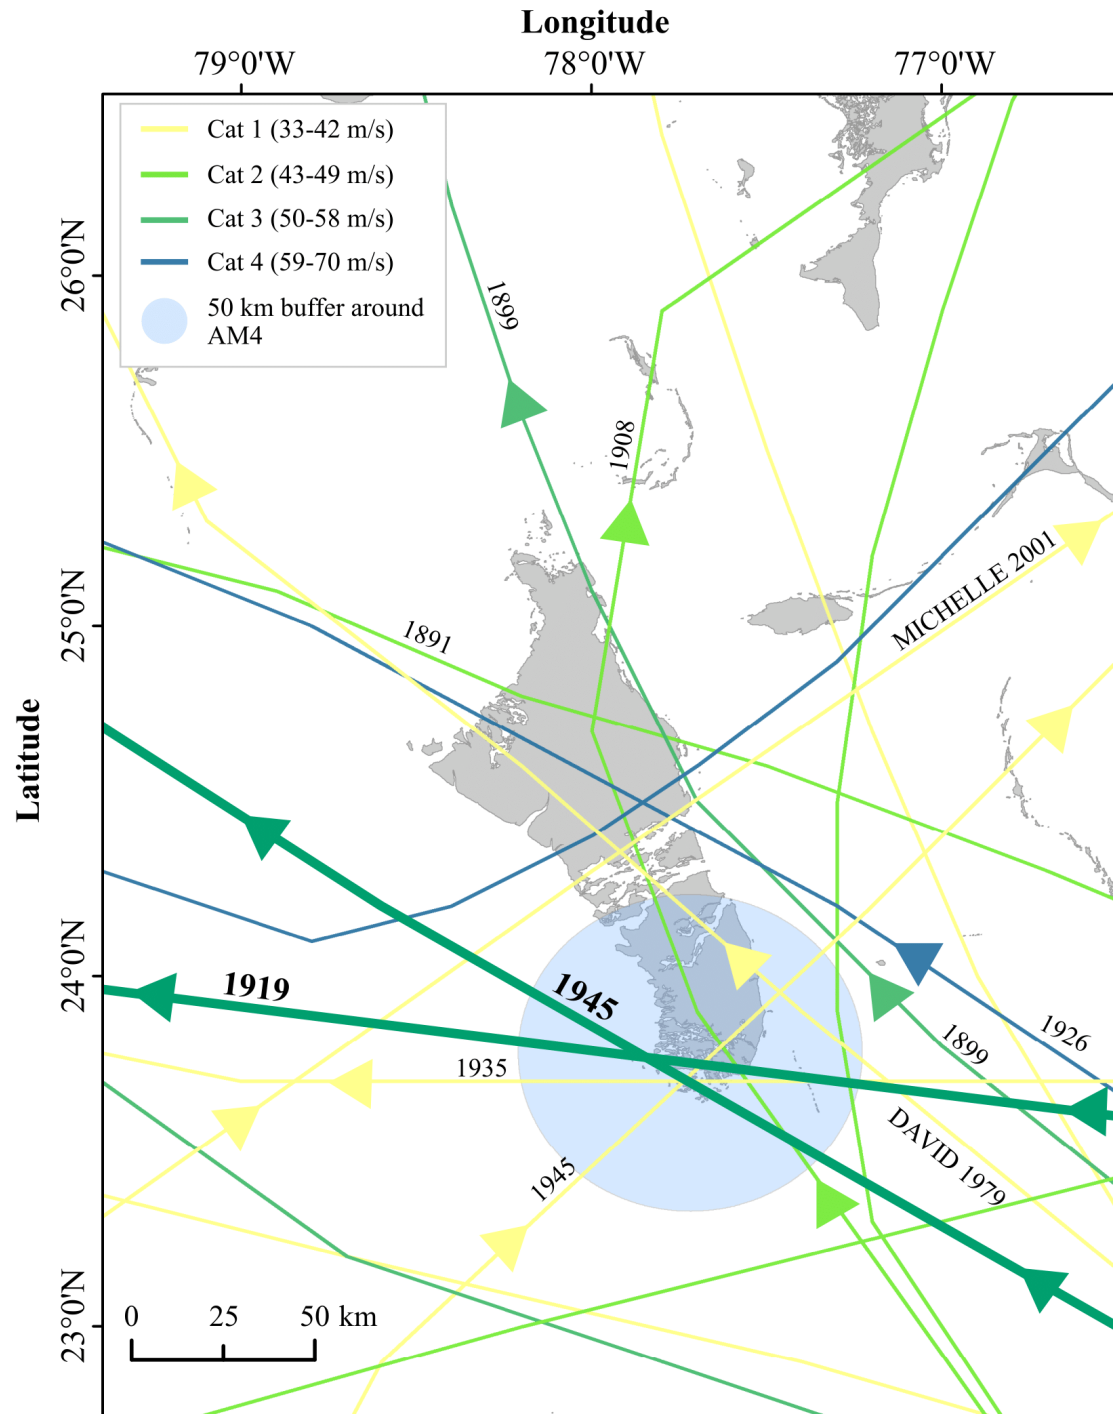 Longitude
79°0'W 78°0'W 77°0'W
Cat 1 (33-42 m/s)
Cat 2 (43-49 m/s)
Cat 3 (50-58 m/s)
Cat 4 (59-70 m/s)
50 km buffer around
AM4
26°0'N
1899
1908
MICHELLE 2001
25°0'N
1891
Latitude
24°0'N
1919
1945
1926
1899
1935
DAVID 1979
1945
23°0'N
0 25 50 km